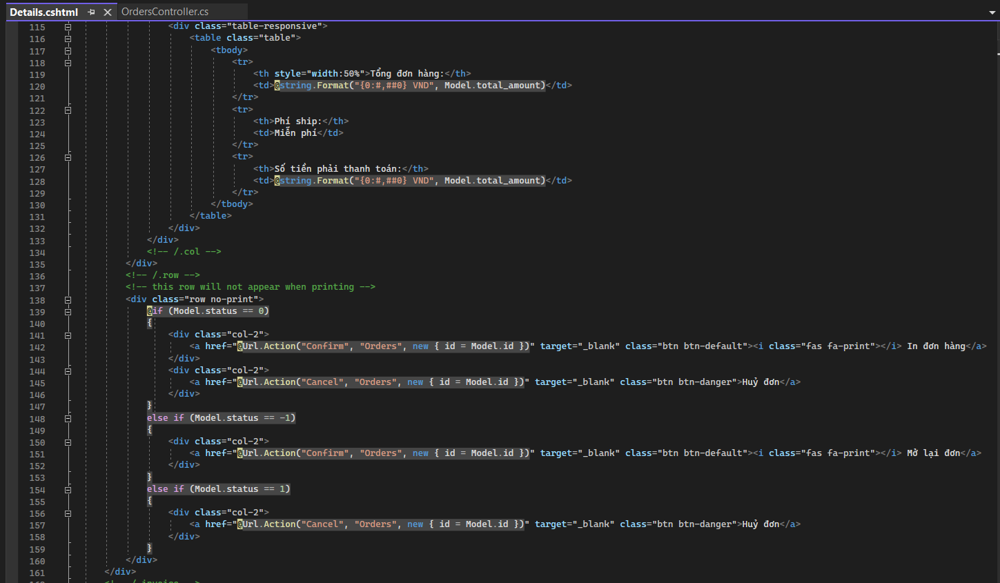 Details.cshtml
OrdersController.cs
115 <div class="table-responsive">
116 <table class="table">
117 <tbody>
118 <tr>
119 <th style="width:50%">Tổng đơn hàng:</th>
120 <td>@string.Format("{0:#,##0} VND", Model.total_amount)</td>
121 </tr>
122 <tr>
123 <th>Phí ship:</th>
124 <td>Miễn phí</td>
125 </tr>
126 <tr>
127 <th>Số tiền phải thanh toán:</th>
128 <td>@string.Format("{0:#,##0} VND", Model.total_amount)</td>
129 </tr>
130 </tbody>
131 </table>
132 </div>
133 </div>
134 <!-- /.col -->
135 </div>
136 <!-- /.row -->
137 <!-- this row will not appear when printing -->
138 <div class="row no-print">
139 @if (Model.status == 0)
140 {
141 <div class="col-2">
142 <a href="@Url.Action("Confirm", "Orders", new { id = Model.id })" target="_blank" class="btn btn-default"><i class="fas fa-print"></i> In đơn hàng</a>
143 </div>
144 <div class="col-2">
145 <a href="@Url.Action("Cancel", "Orders", new { id = Model.id })" target="_blank" class="btn btn-danger">Huỷ đơn</a>
146 </div>
147 }
148 else if (Model.status == -1)
149 {
150 <div class="col-2">
151 <a href="@Url.Action("Confirm", "Orders", new { id = Model.id })" target="_blank" class="btn btn-default"><i class="fas fa-print"></i> Mở lại đơn</a>
152 </div>
153 }
154 else if (Model.status == 1)
155 {
156 <div class="col-2">
157 <a href="@Url.Action("Cancel", "Orders", new { id = Model.id })" target="_blank" class="btn btn-danger">Huỷ đơn</a>
158 </div>
159 }
160 </div>
161 </div>